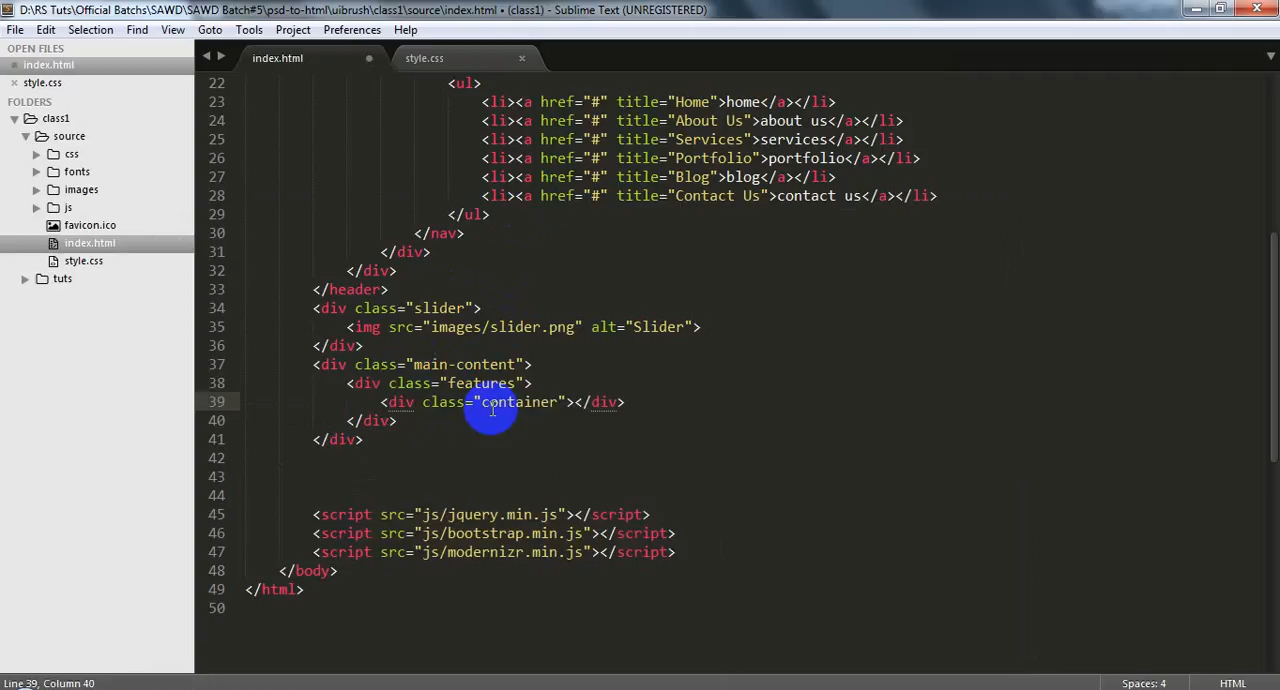 D:\RS Tuts\Official Batchs\SAWD\SAWD Batch#5\psd-to-html\uibrush\class1\source\index.html • (class1) - Sublime Text (UNREGISTERED)
File Edit Selection Find View Goto Tools Project Preferences Help
OPEN FILES
index.html
× style.css
FOLDERS
class1
source
css
fonts
images
js
favicon.ico
index.html
style.css
tuts
index.html
style.css ×
22 <ul>
23 <li><a href="#" title="Home">home</a></li>
24 <li><a href="#" title="About Us">about us</a></li>
25 <li><a href="#" title="Services">services</a></li>
26 <li><a href="#" title="Portfolio">portfolio</a></li>
27 <li><a href="#" title="Blog">blog</a></li>
28 <li><a href="#" title="Contact Us">contact us</a></li>
29 </ul>
30 </nav>
31 </div>
32 </div>
33 </header>
34 <div class="slider">
35 <img src="images/slider.png" alt="Slider">
36 </div>
37 <div class="main-content">
38 <div class="features">
39 <div class="container"></div>
40 </div>
41 </div>
42
43
44
45 <script src="js/jquery.min.js"></script>
46 <script src="js/bootstrap.min.js"></script>
47 <script src="js/modernizr.min.js"></script>
48 </body>
49 </html>
50
Line 39, Column 40
Spaces: 4
HTML